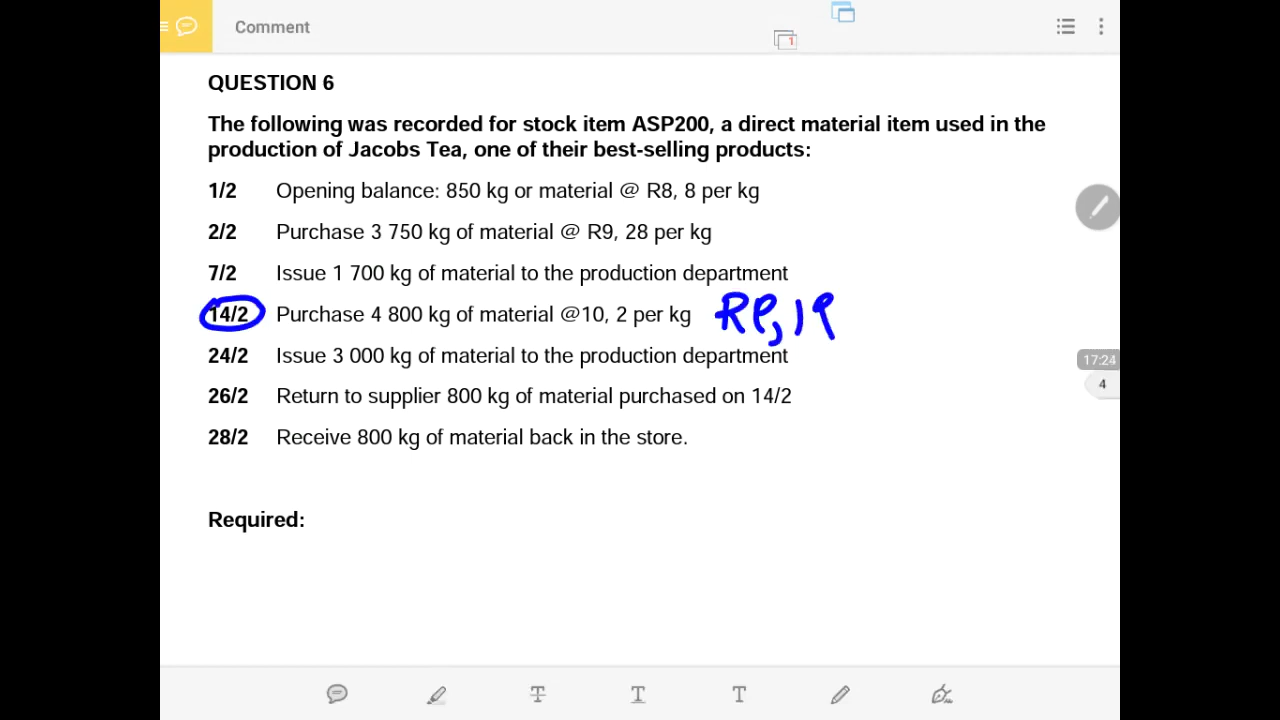 Comment
1
QUESTION 6
The following was recorded for stock item ASP200, a direct material item used in the
production of Jacobs Tea, one of their best-selling products:
1/2 Opening balance: 850 kg or material @ R8, 8 per kg
2/2 Purchase 3 750 kg of material @ R9, 28 per kg
7/2 Issue 1 700 kg of material to the production department
14/2 Purchase 4 800 kg of material @10, 2 per kg R9,19
24/2 Issue 3 000 kg of material to the production department
17:24
26/2 Return to supplier 800 kg of material purchased on 14/2
4
28/2 Receive 800 kg of material back in the store.
Required:
T
T
T